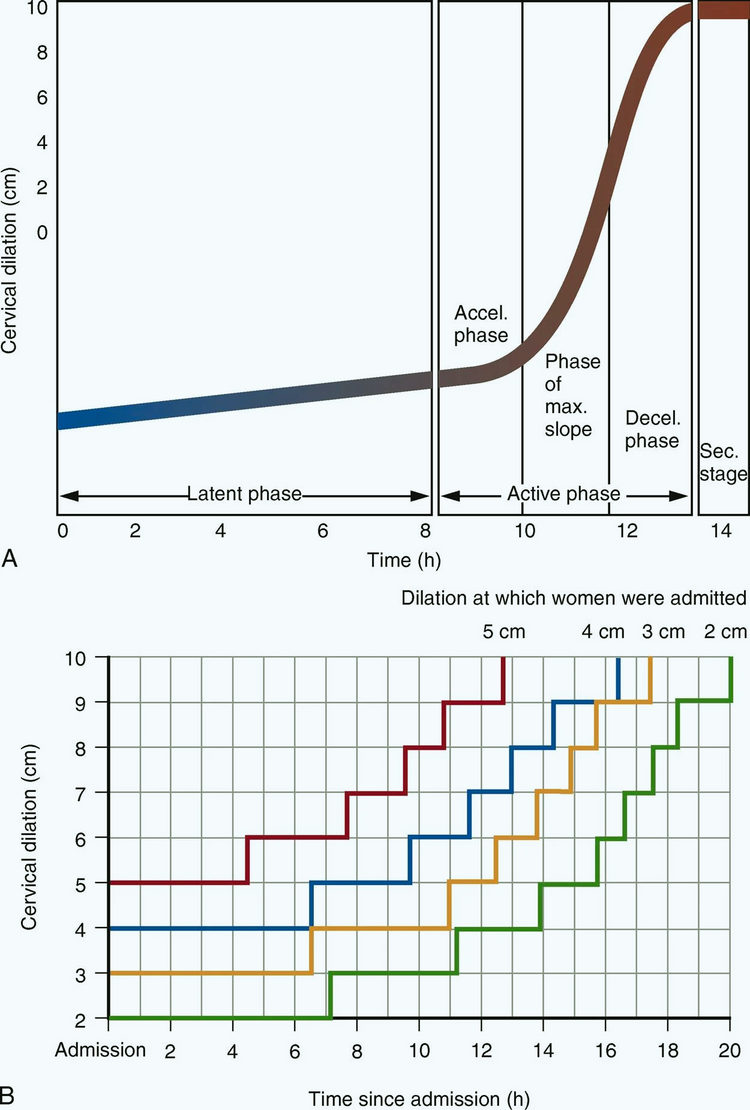 10
8
6
4
2
0
Cervical dilation (cm)
Accel.
phase
Phase
of
max.
slope
Decel.
phase
Sec.
stage
Latent phase
Active phase
0 2 4 6 8 10 12 14
Time (h)
A
Dilation at which women were admitted
5 cm 4 cm 3 cm 2 cm
10
9
8
7
6
5
4
3
2
Cervical dilation (cm)
Admission 2 4 6 8 10 12 14 16 18 20
Time since admission (h)
B